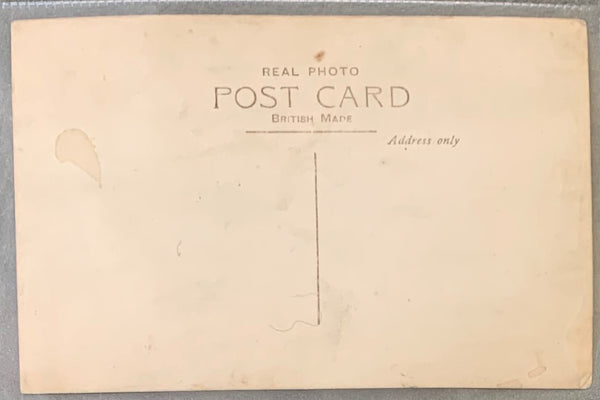 REAL PHOTO
POST CARD
BRITISH MADE
Address only